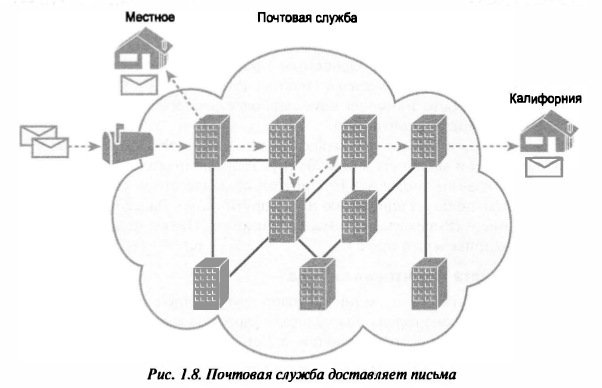 Местное
Почтовая служба
Калифорния
Рис. 1.8. Почтовая служба доставляет письма